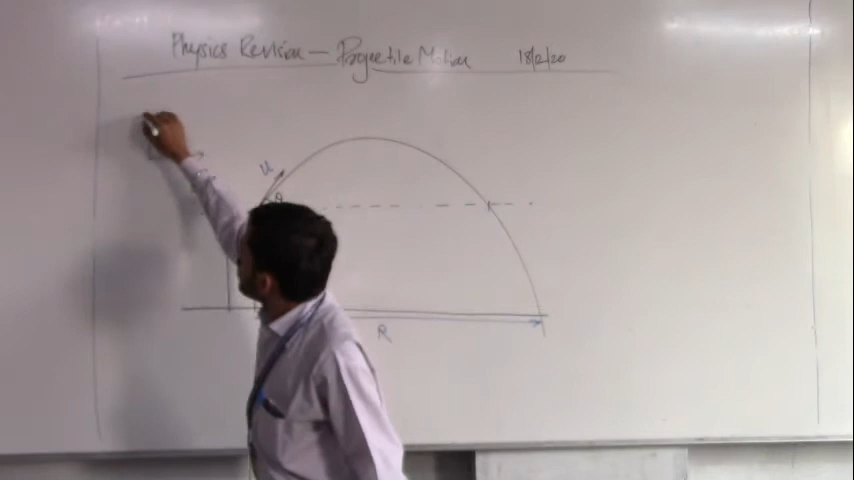 Physics Revision — Projectile Motion 18/2/20
u
θ
R